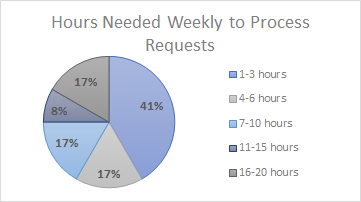 Hours Needed Weekly to Process
Requests
17%
41%
8%
17%
17%
1-3 hours
4-6 hours
7-10 hours
11-15 hours
16-20 hours